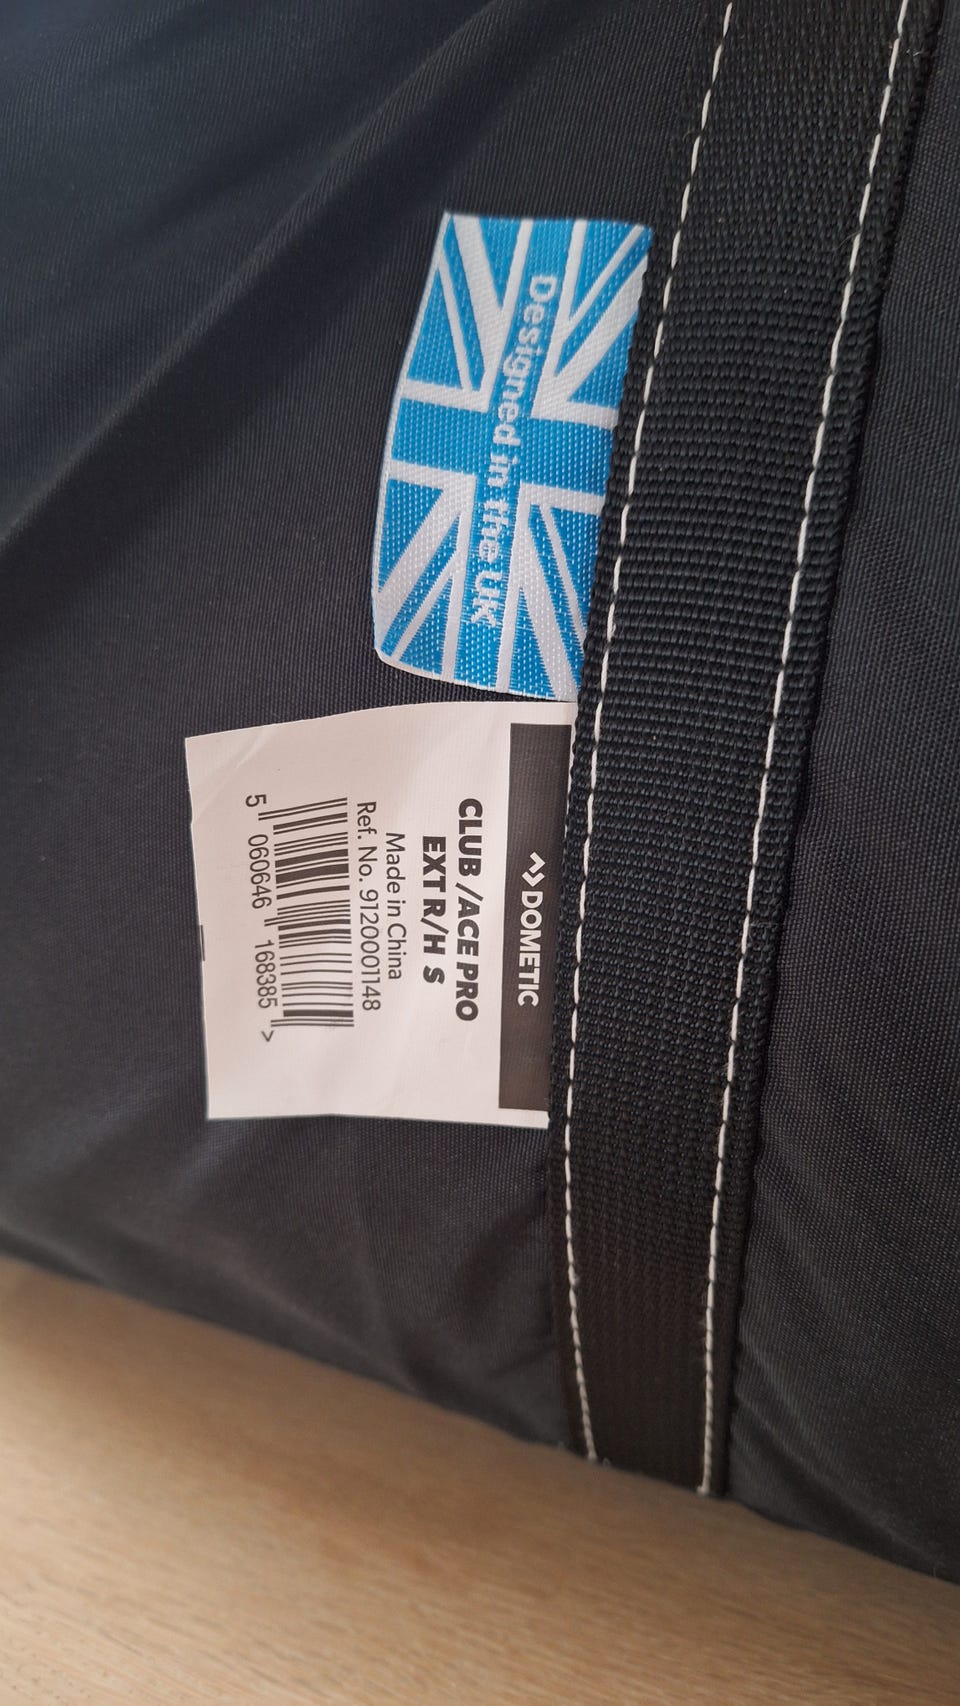 Designed in the UK
DOMETIC
CLUB /ACE PRO
EXT R/H S
Made in China
Ref. No. 9120001148
5 060646 168385 >